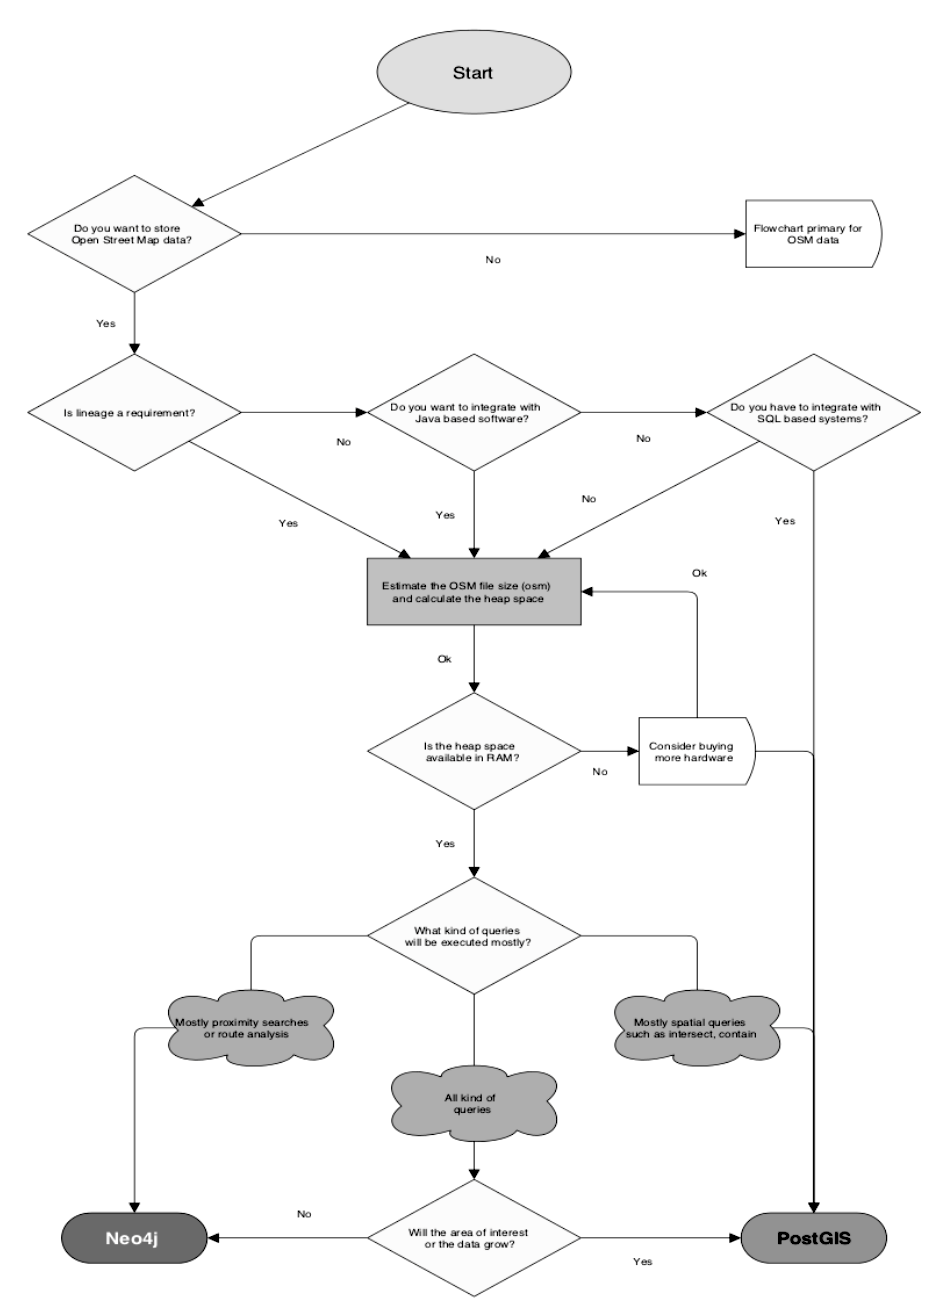 Start
Do you want to store
Open Street Map data?
Flowchart primary for
OSM data
No
Yes
Is lineage a requirement?
Do you want to integrate with
Java based software?
Do you have to integrate with
SQL based systems?
No
No
Yes
Yes
No
Yes
Estimate the OSM file size (osm)
and calculate the heap space
Ok
Ok
Is the heap space
available in RAM?
Consider buying
more hardware
No
Yes
What kind of queries
will be executed mostly?
Mostly proximity searches
or route analysis
Mostly spatial queries
such as intersect, contain
All kind of
queries
No
Neo4j
Will the area of interest
or the data grow?
PostGIS
Yes